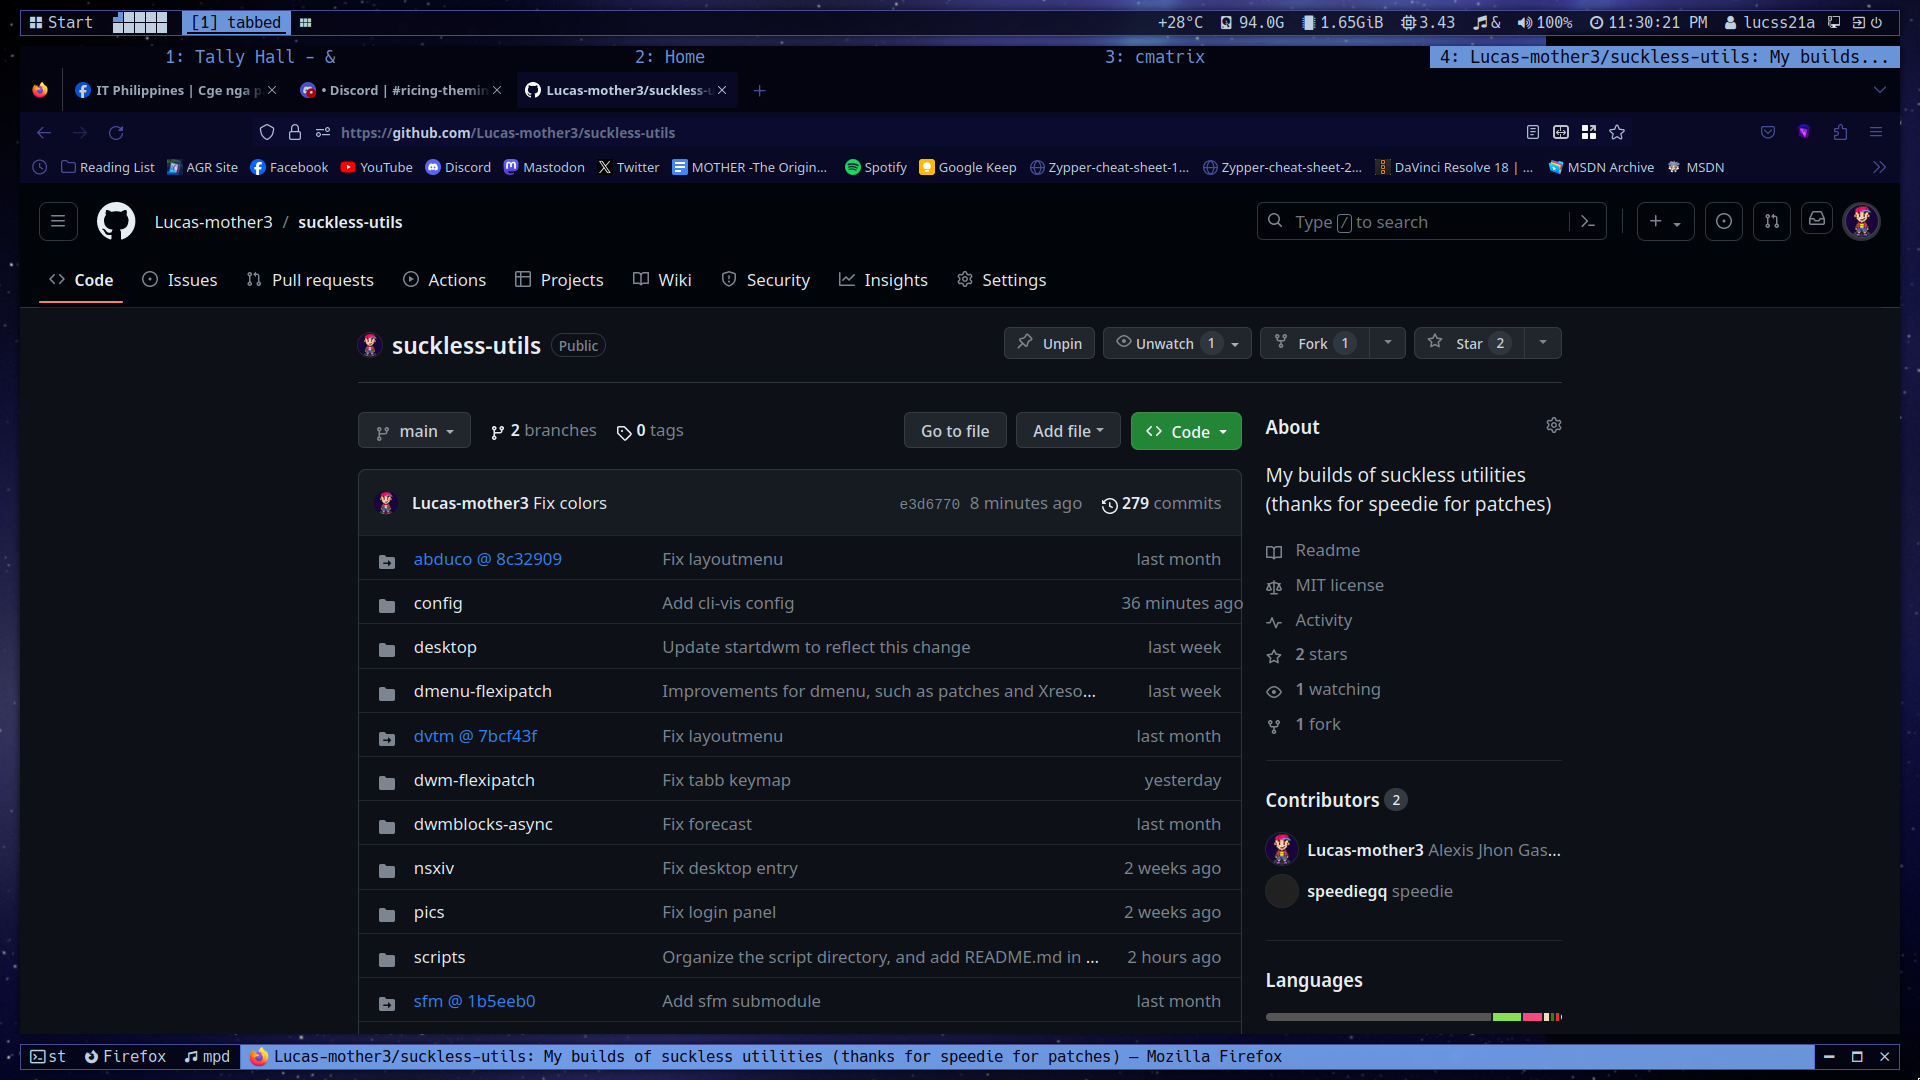 Start [1] tabbed +28°C 94.0G 1.65GiB 3.43 & 100% 11:30:21 PM lucss21a
1: Tally Hall - & 2: Home 3: cmatrix 4: Lucas-mother3/suckless-utils: My builds...
IT Philippines | Cge nga p • Discord | #ricing-themin Lucas-mother3/suckless-u
https://github.com/Lucas-mother3/suckless-utils
Reading List AGR Site Facebook YouTube Discord Mastodon Twitter MOTHER -The Origin... Spotify Google Keep Zypper-cheat-sheet-1... Zypper-cheat-sheet-2... DaVinci Resolve 18 | ... MSDN Archive MSDN
Lucas-mother3 / suckless-utils Type / to search
Code Issues Pull requests Actions Projects Wiki Security Insights Settings
suckless-utils Public Unpin Unwatch 1 Fork 1 Star 2
main 2 branches 0 tags Go to file Add file Code
Lucas-mother3 Fix colors e3d6770 8 minutes ago 279 commits
abduco @ 8c32909 Fix layoutmenu last month
config Add cli-vis config 36 minutes ago
desktop Update startdwm to reflect this change last week
dmenu-flexipatch Improvements for dmenu, such as patches and Xreso... last week
dvtm @ 7bcf43f Fix layoutmenu last month
dwm-flexipatch Fix tabb keymap yesterday
dwmblocks-async Fix forecast last month
nsxiv Fix desktop entry 2 weeks ago
pics Fix login panel 2 weeks ago
scripts Organize the script directory, and add README.md in ... 2 hours ago
sfm @ 1b5eeb0 Add sfm submodule last month
About
My builds of suckless utilities
(thanks for speedie for patches)
Readme
MIT license
Activity
2 stars
1 watching
1 fork
Contributors 2
Lucas-mother3 Alexis Jhon Gas...
speediegq speedie
Languages
st Firefox mpd Lucas-mother3/suckless-utils: My builds of suckless utilities (thanks for speedie for patches) — Mozilla Firefox